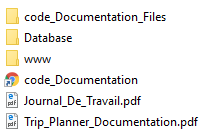 code_Documentation_Files
Database
www
code_Documentation
Journal_De_Travail.pdf
Trip_Planner_Documentation.pdf